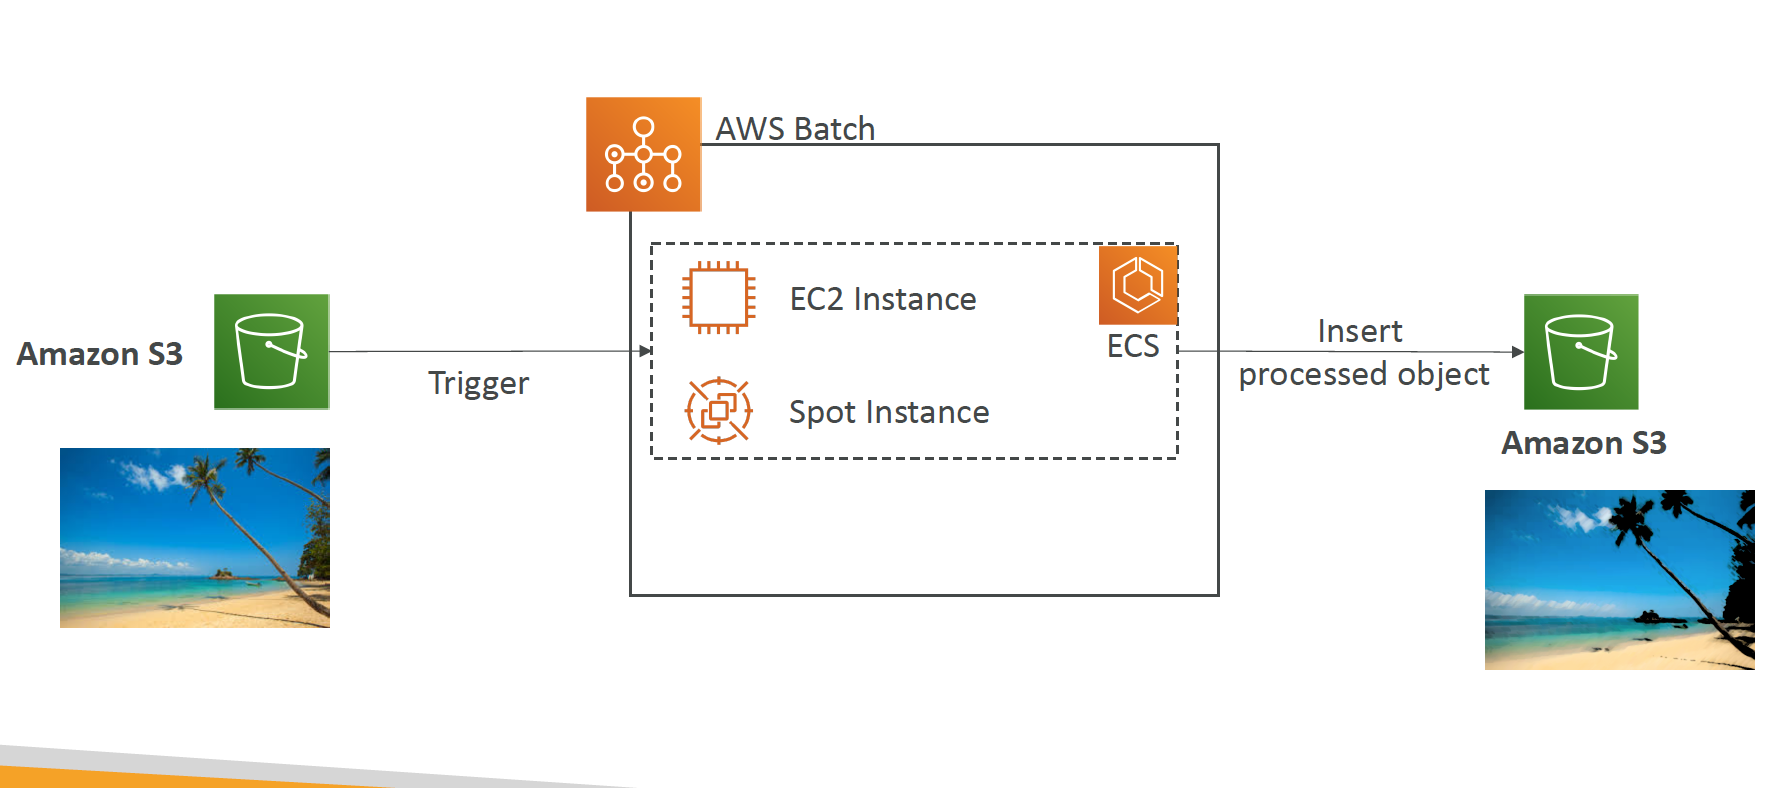 AWS Batch
EC2 Instance
ECS
Spot Instance
Amazon S3
Trigger
Insert
processed object
Amazon S3